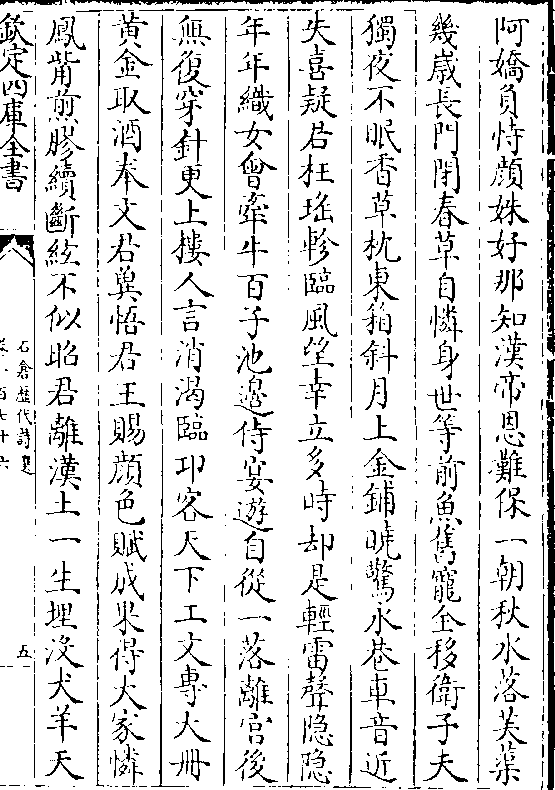 阿嬌負恃顔姝好那知漢帝恩難保一朝秋水落芙蕖
幾歳長門閉春草自憐身世等前魚舊寵全移衛子夫
獨夜不眠香草枕東箱斜月上金鋪曉驚水巷車音近
失喜疑君枉瑤軫臨風望幸立多時却是輕雷聲隐隐
年年織女會牽牛百子池邉侍宴遊自從一落離宫後
無復穿針更上樓人言消渇臨卭客天下工文專大冊
黄金取酒奉文君兾悟君王賜顔色賦成果得大家憐
鳳觜煎膠續斷絃不似昭君離漢土一生埋沒犬羊天
欽定四庫全書
石倉歴代詩選
卷一百七十六
五